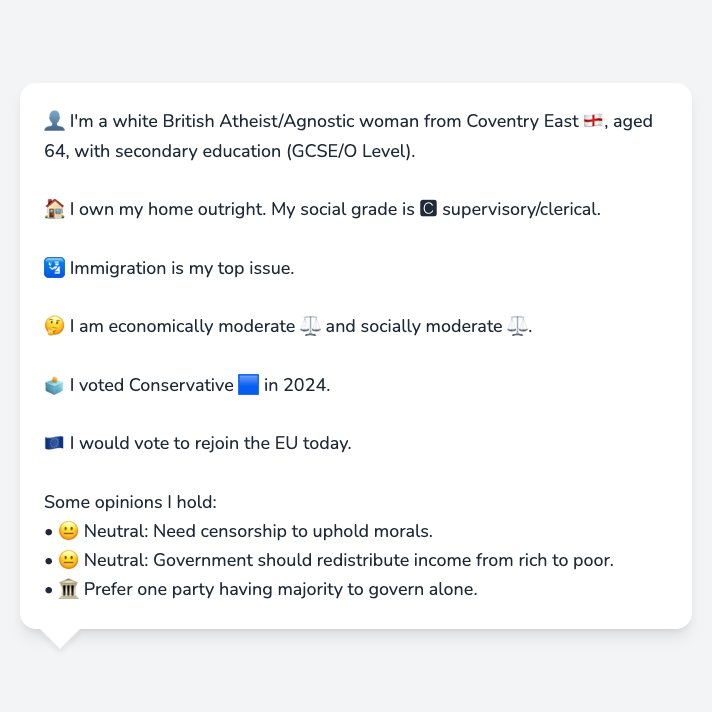 👤 I'm a white British Atheist/Agnostic woman from Coventry East 🏴󠁧󠁢󠁥󠁮󠁧󠁿, aged
64, with secondary education (GCSE/O Level).
🏠 I own my home outright. My social grade is 🅲 supervisory/clerical.
🛂 Immigration is my top issue.
🤔 I am economically moderate ⚖️ and socially moderate ⚖️.
🗳️ I voted Conservative 🟦 in 2024.
🇪🇺 I would vote to rejoin the EU today.
Some opinions I hold:
• 😐 Neutral: Need censorship to uphold morals.
• 😐 Neutral: Government should redistribute income from rich to poor.
• 🏛️ Prefer one party having majority to govern alone.